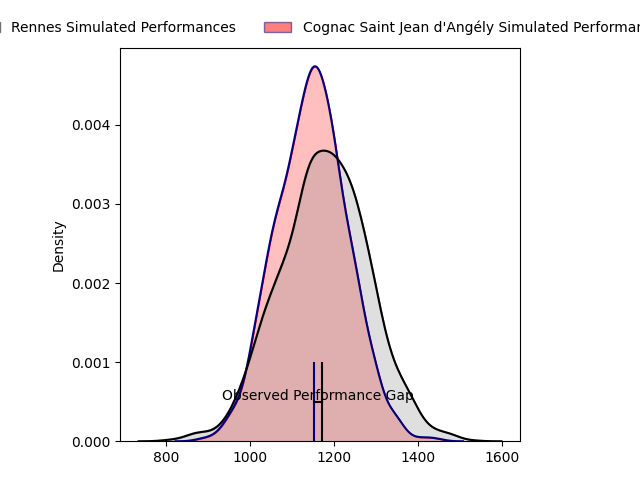 Rennes Simulated Performances
Cognac Saint Jean d'Angély Simulated
Density
0.004
0.003
0.002
0.001
0.000
Observed Performance Gap
800 1000 1200 1400 1600